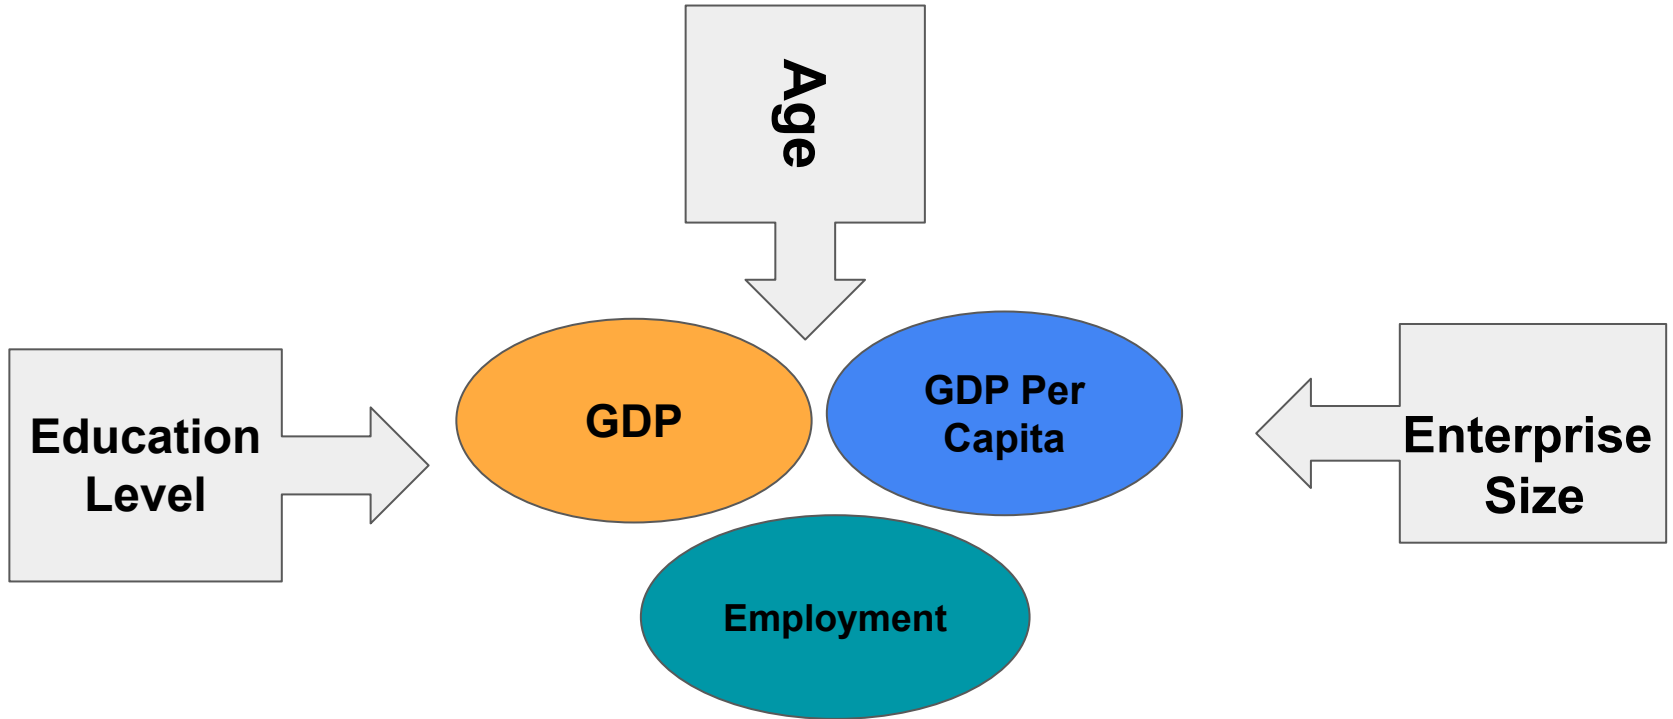 Age
GDP
GDP Per
Capita
Education
Level
Enterprise
Size
Employment